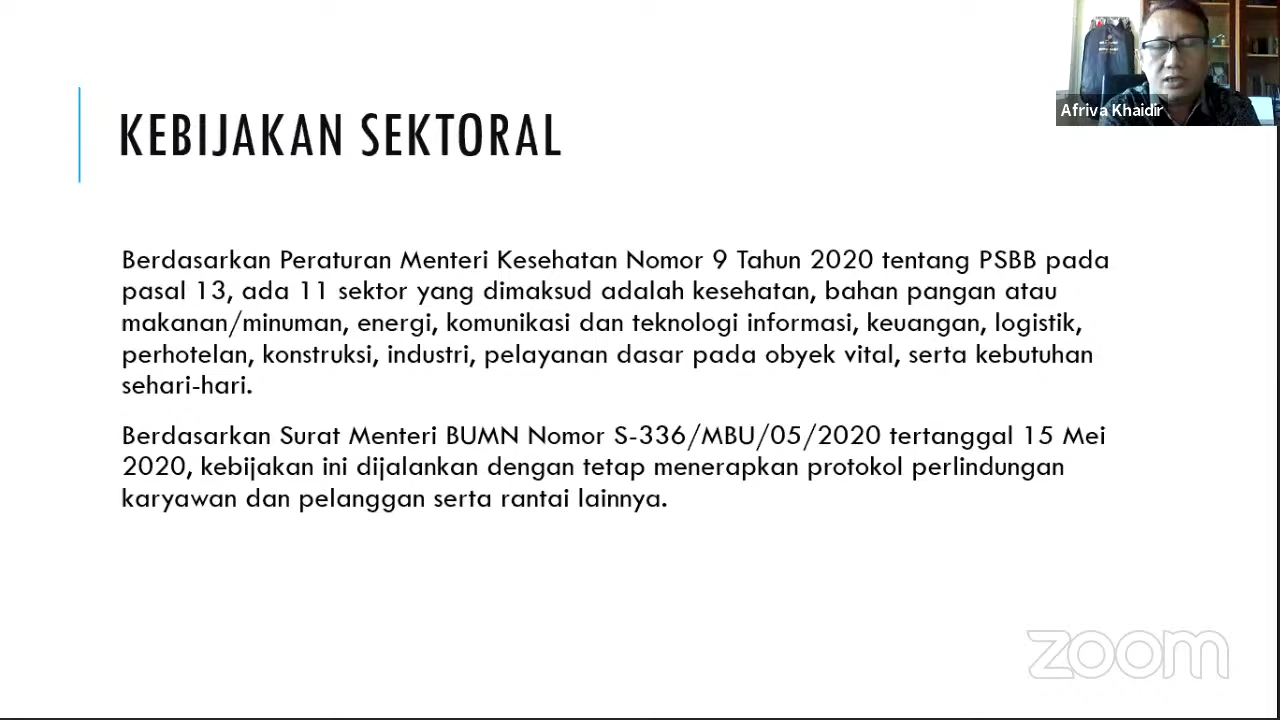 Afriva Khaidir
KEBIJAKAN SEKTORAL
Berdasarkan Peraturan Menteri Kesehatan Nomor 9 Tahun 2020 tentang PSBB pada
pasal 13, ada 11 sektor yang dimaksud adalah kesehatan, bahan pangan atau
makanan/minuman, energi, komunikasi dan teknologi informasi, keuangan, logistik,
perhotelan, konstruksi, industri, pelayanan dasar pada obyek vital, serta kebutuhan
sehari-hari.
Berdasarkan Surat Menteri BUMN Nomor S-336/MBU/05/2020 tertanggal 15 Mei
2020, kebijakan ini dijalankan dengan tetap menerapkan protokol perlindungan
karyawan dan pelanggan serta rantai lainnya.
zoom